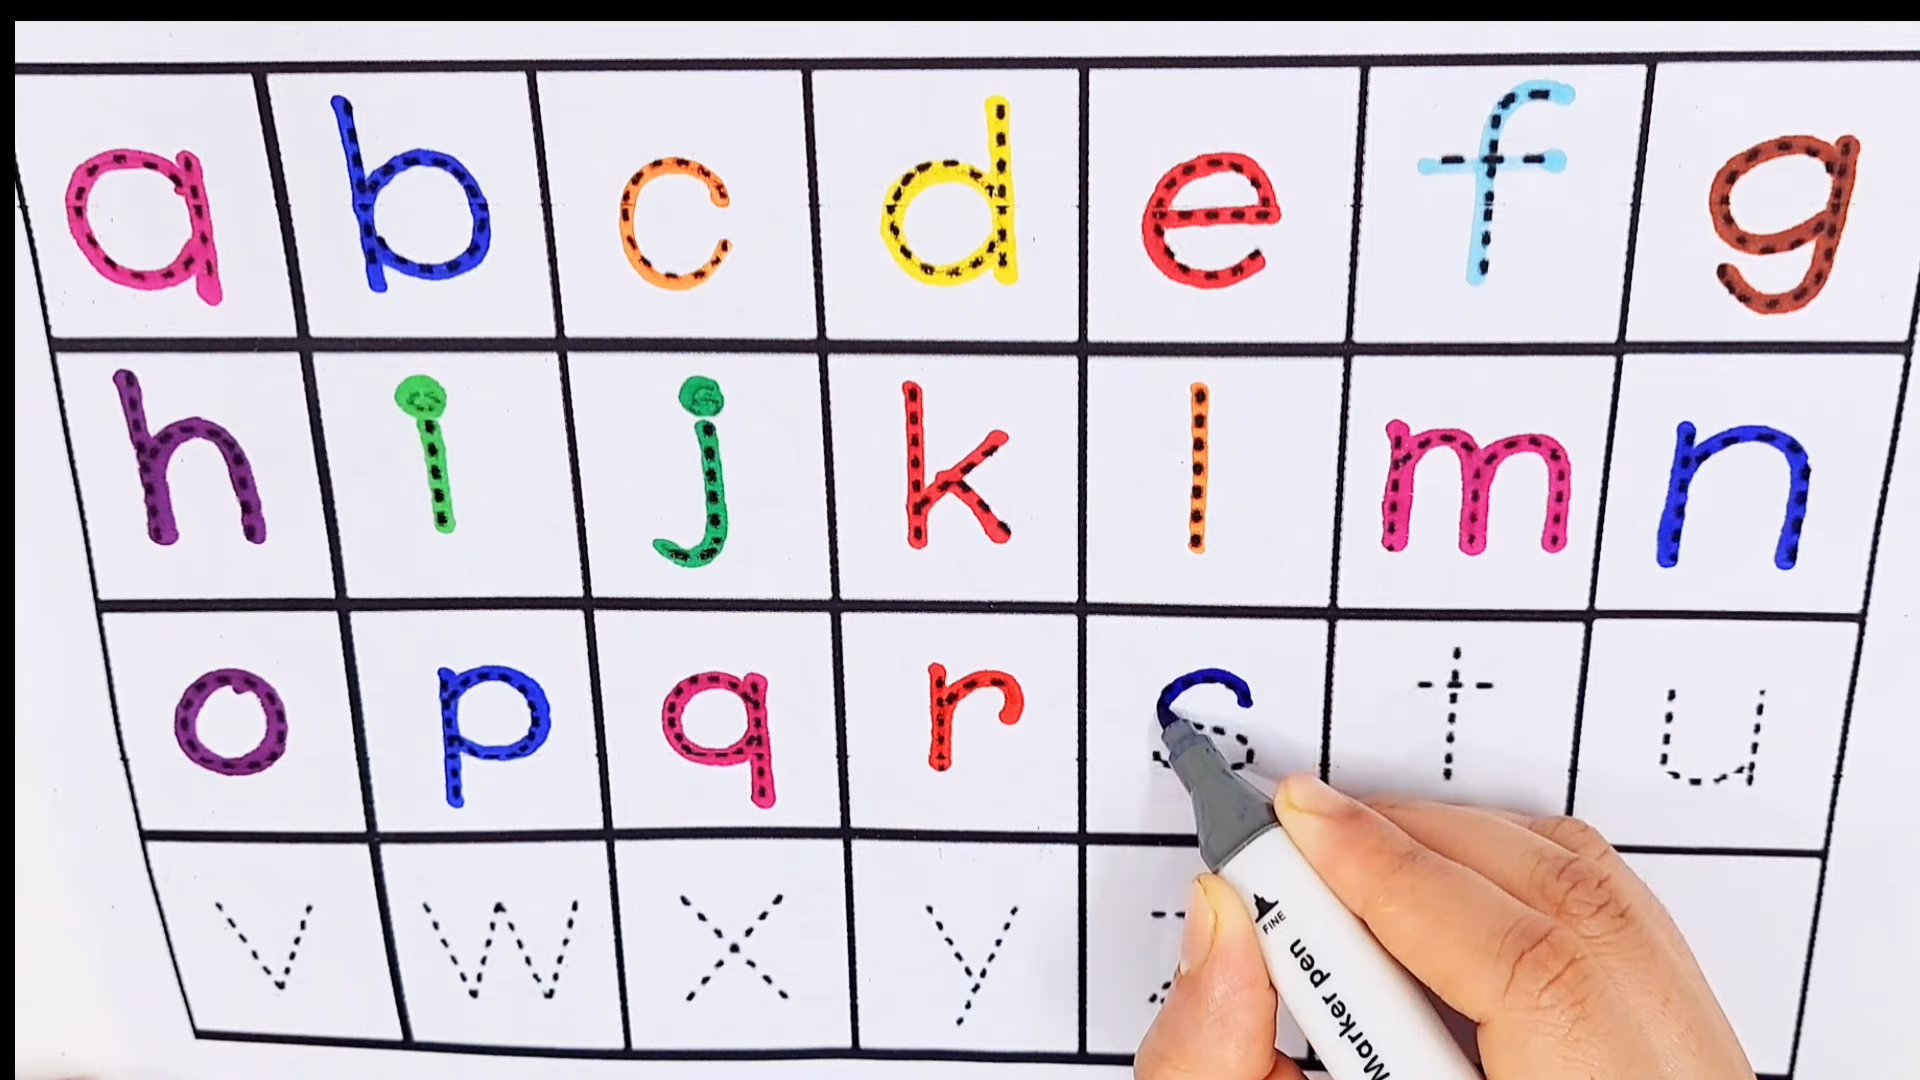 a b c d e f g
h i j k l m n
o p q r s t u
v w x y
FINE
Marker pen